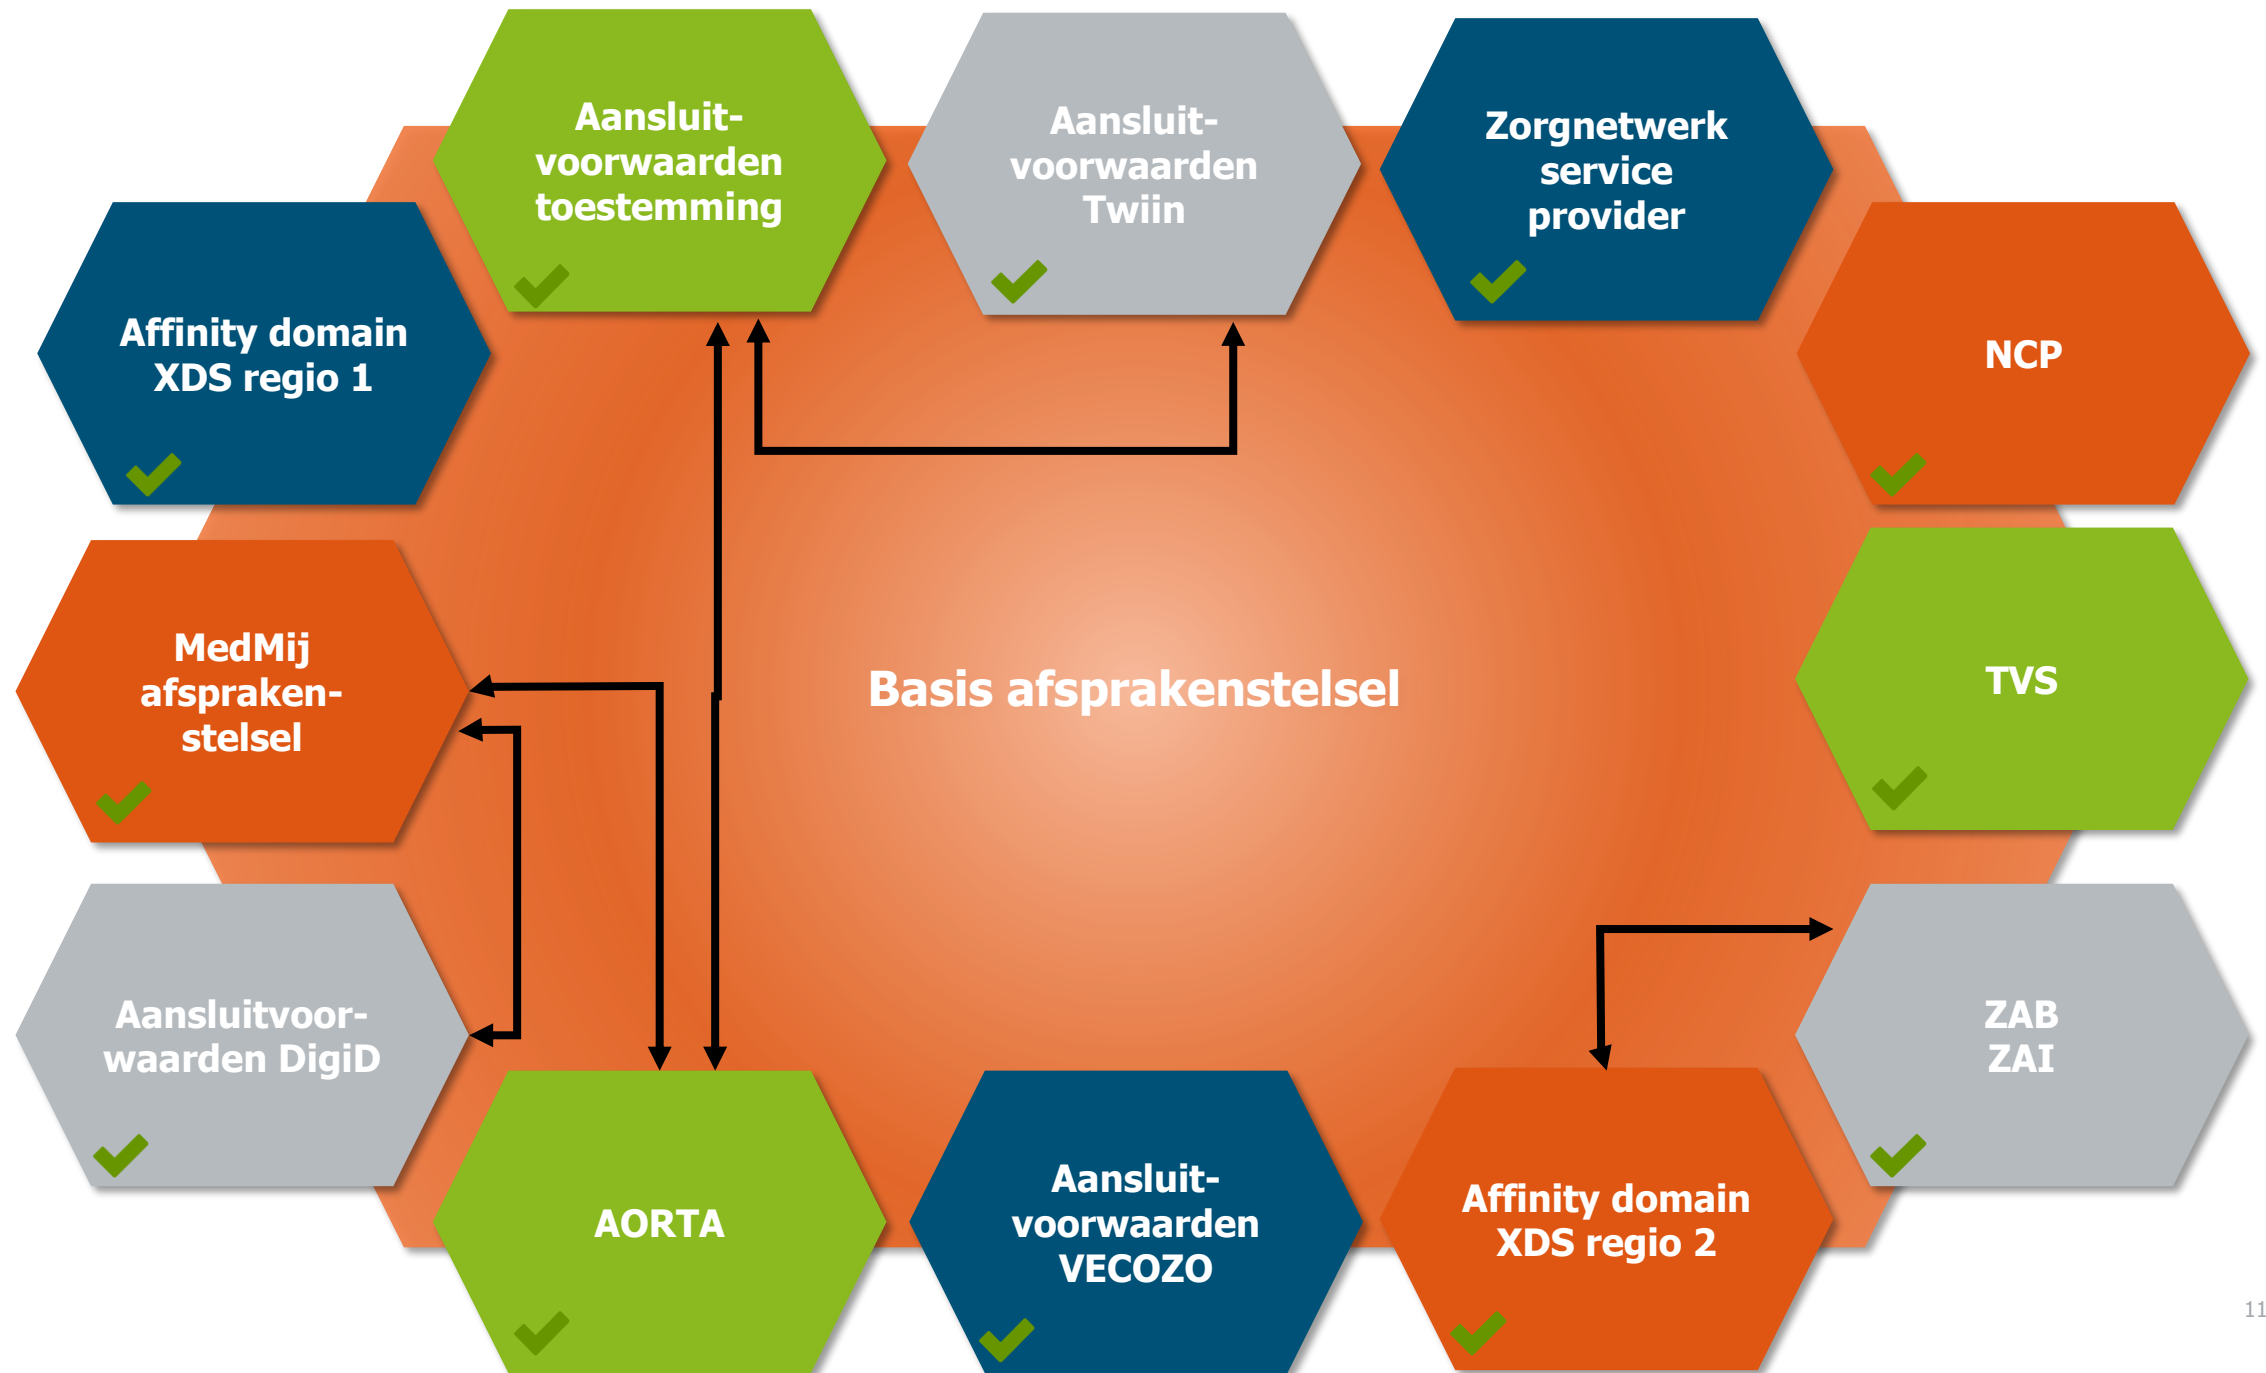 Aansluit-
voorwaarden
toestemming
Aansluit-
voorwaarden
Twiin
Zorgnetwerk
service
provider
Affinity domain
XDS regio 1
NCP
MedMij
afspraken-
stelsel
Basis afsprakenstelsel
TVS
Aansluitvoor-
waarden DigiD
ZAB
ZAI
AORTA
Aansluit-
voorwaarden
VECOZO
Affinity domain
XDS regio 2
11